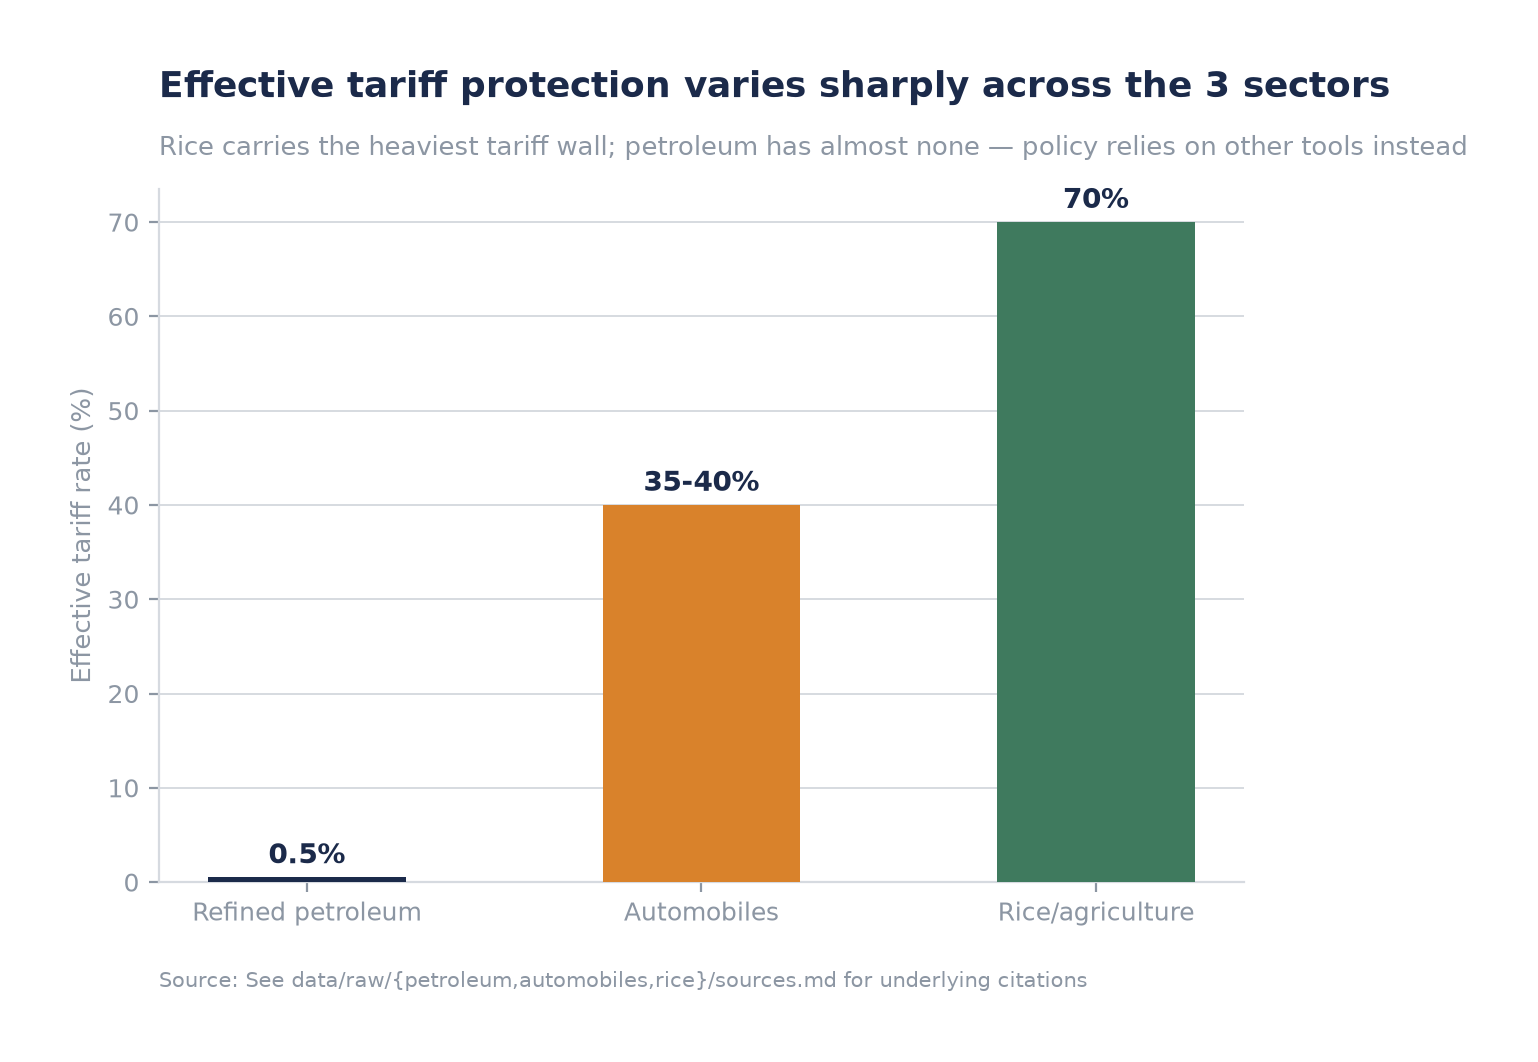 Effective tariff protection varies sharply across the 3 sectors
Rice carries the heaviest tariff wall; petroleum has almost none — policy relies on other tools instead
Effective tariff rate (%)
70
60
50
40
30
20
10
0
0.5%
35-40%
70%
Refined petroleum
Automobiles
Rice/agriculture
Source: See data/raw/{petroleum,automobiles,rice}/sources.md for underlying citations